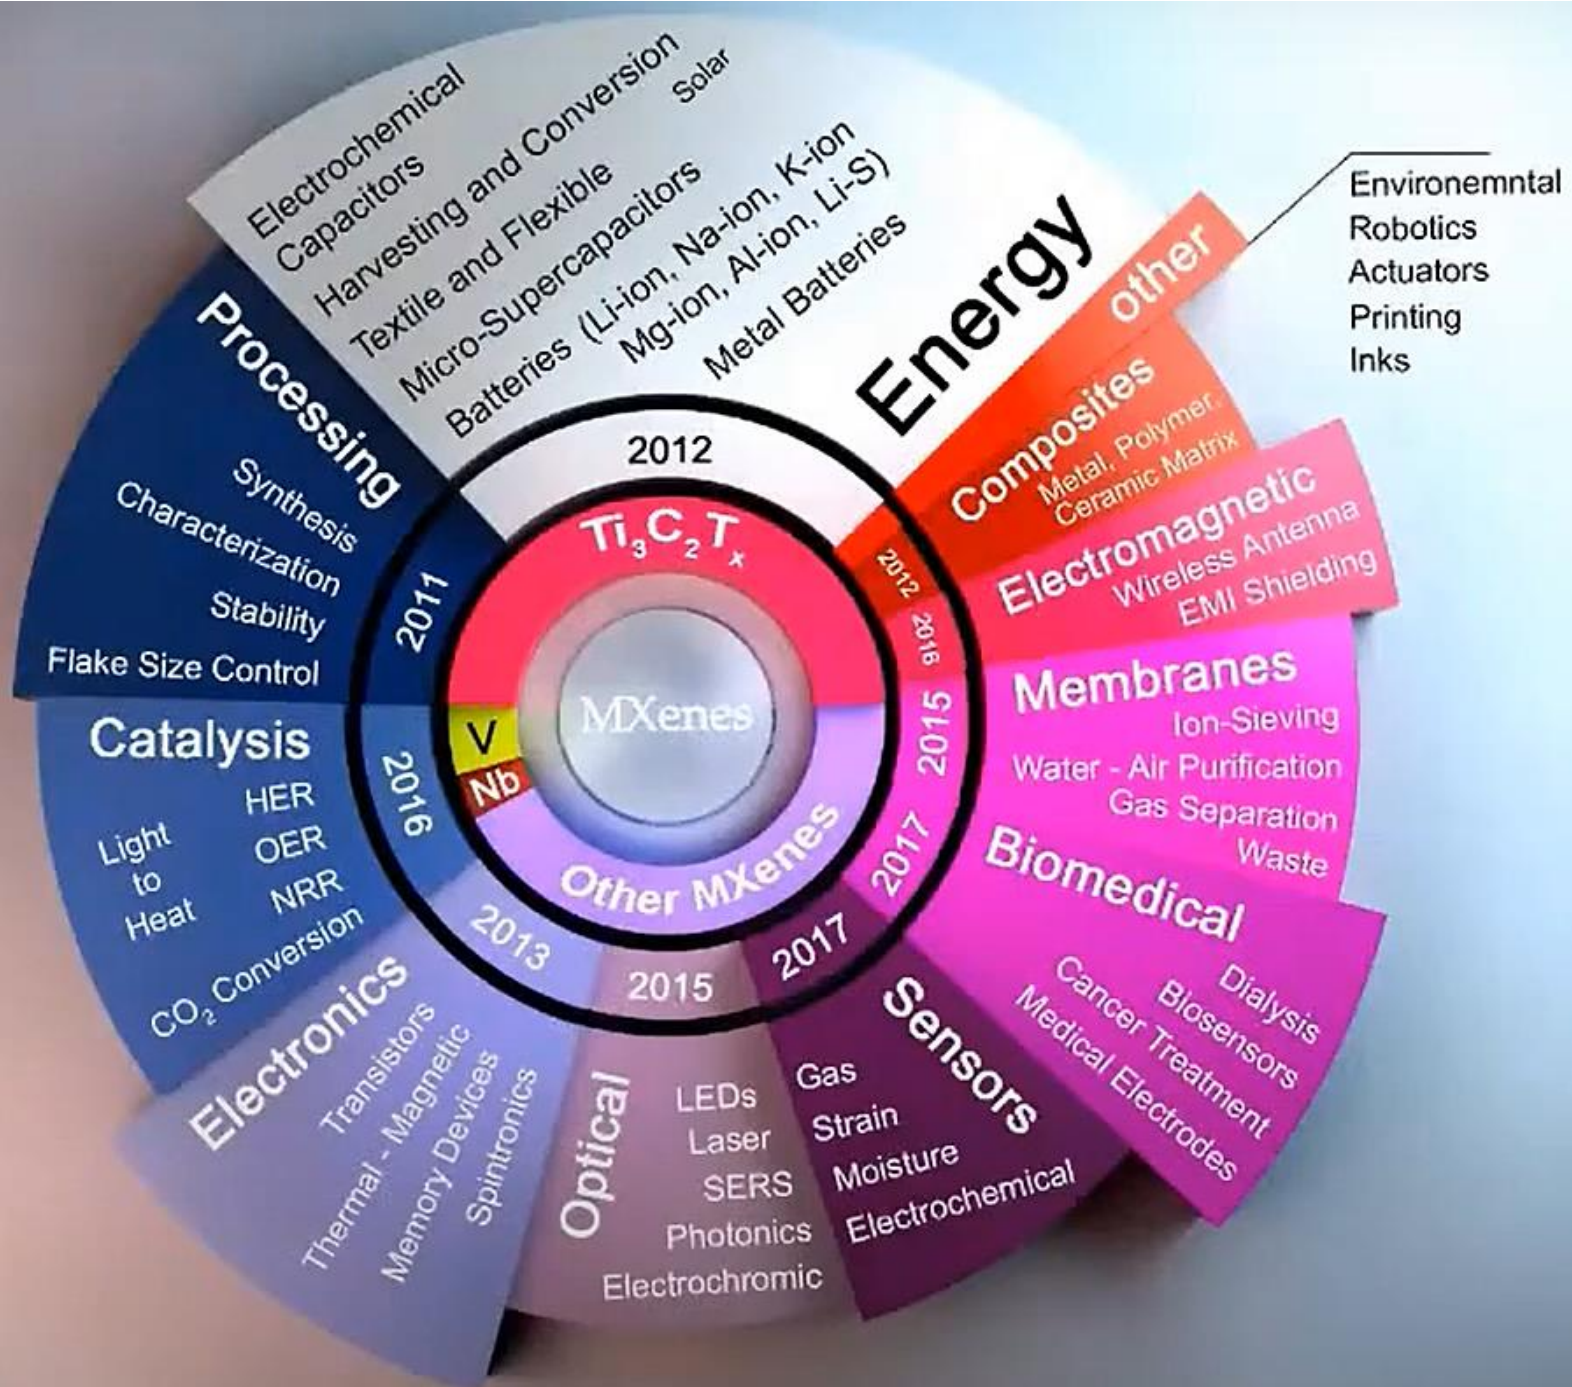 Electrochemical
Capacitors
Harvesting and Conversion
Solar
Textile and Flexible
Micro-Supercapacitors
Batteries (Li-ion, Na-ion, K-ion
Mg-ion, Al-ion, Li-S)
Metal Batteries
Energy
2012
other
Environemntal
Robotics
Actuators
Printing
Inks
Composites
Metal, Polymer,
Ceramic Matrix
2012
Electromagnetic
Wireless Antenna
EMI Shielding
2016
Membranes
Ion-Sieving
Water - Air Purification
Gas Separation
Waste
2015
Biomedical
Dialysis
Biosensors
Cancer Treatment
Medical Electrodes
2017
Sensors
Gas
Strain
Moisture
Electrochemical
2017
Optical
LEDs
Laser
SERS
Photonics
Electrochromic
2015
Electronics
Transistors
Thermal - Magnetic
Memory Devices
Spintronics
2013
Catalysis
HER
OER
NRR
Light
to
Heat
CO₂ Conversion
2016
Processing
Synthesis
Characterization
Stability
Flake Size Control
2011
Ti₃C₂Tₓ
MXenes
V
Nb
Other MXenes